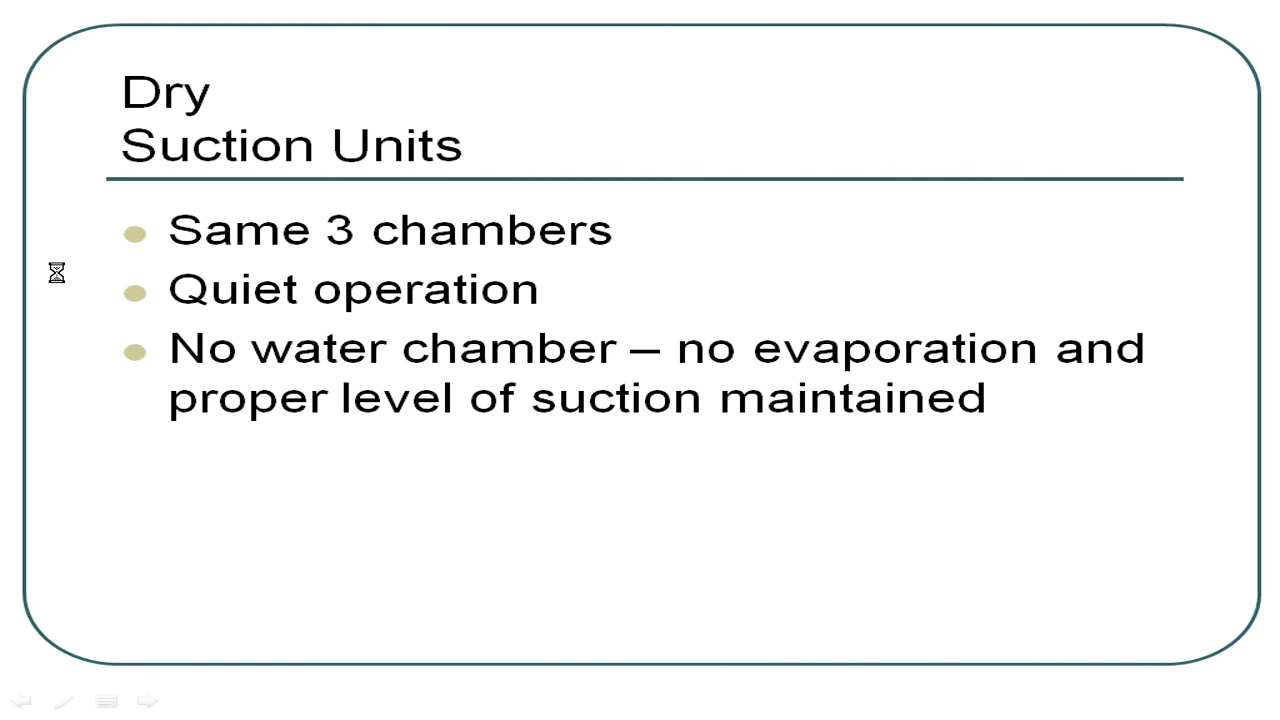 Dry
Suction Units
Same 3 chambers
Quiet operation
No water chamber – no evaporation and
proper level of suction maintained